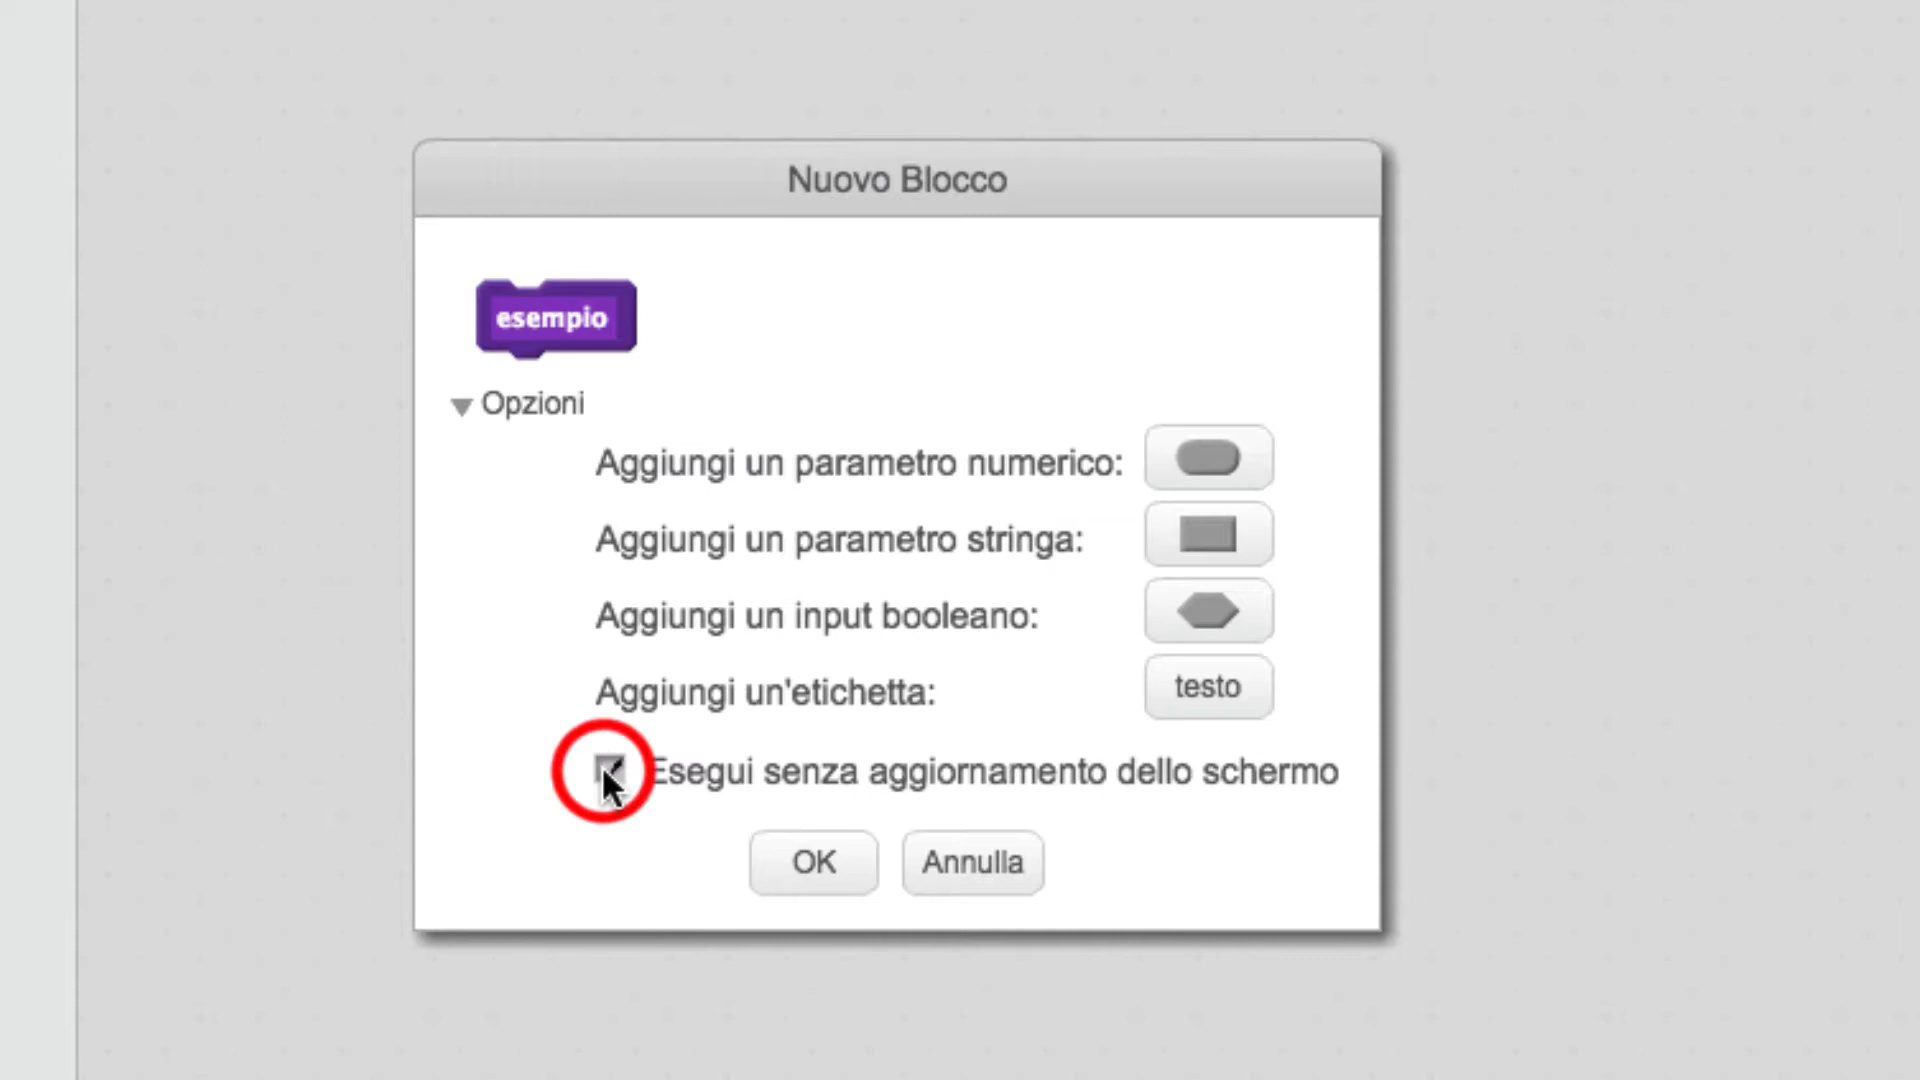 Nuovo Blocco
esempio
Opzioni
Aggiungi un parametro numerico:
Aggiungi un parametro stringa:
Aggiungi un input booleano:
Aggiungi un'etichetta: testo
Esegui senza aggiornamento dello schermo
OK Annulla